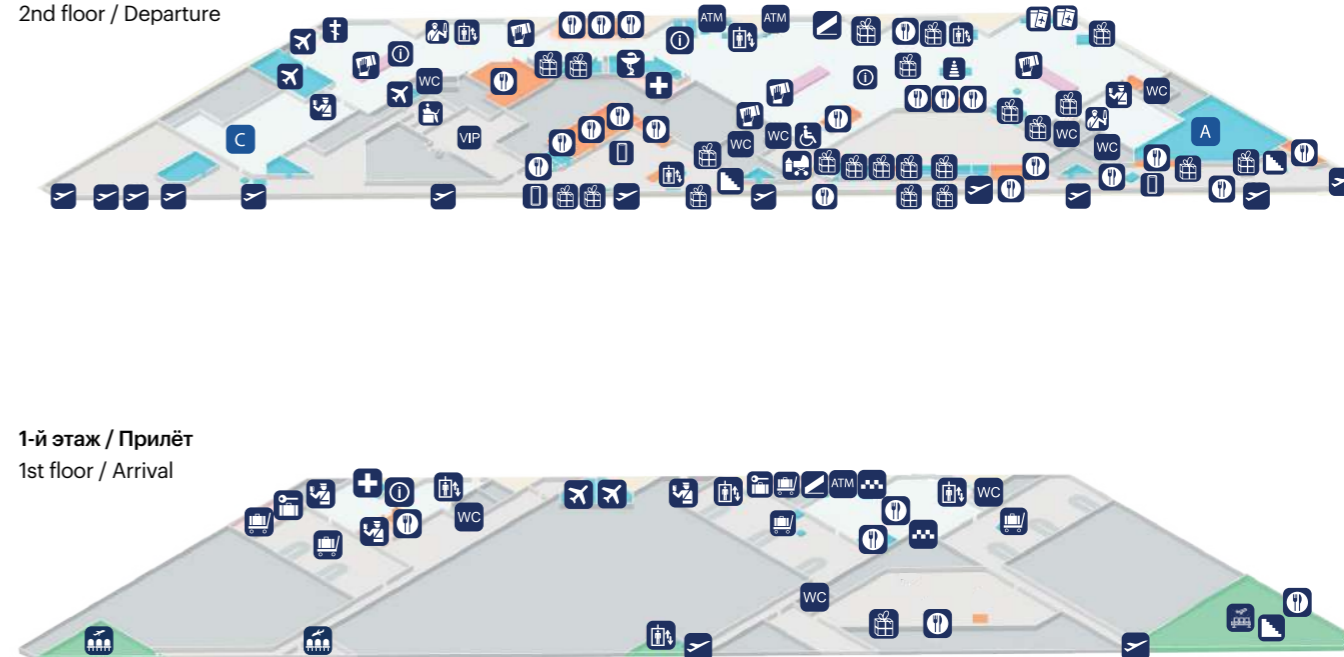 2nd floor / Departure
ATM
ATM
WC
WC
C
VIP
A
WC
WC
WC
WC
1-й этаж / Прилёт
1st floor / Arrival
ATM
WC
WC
WC